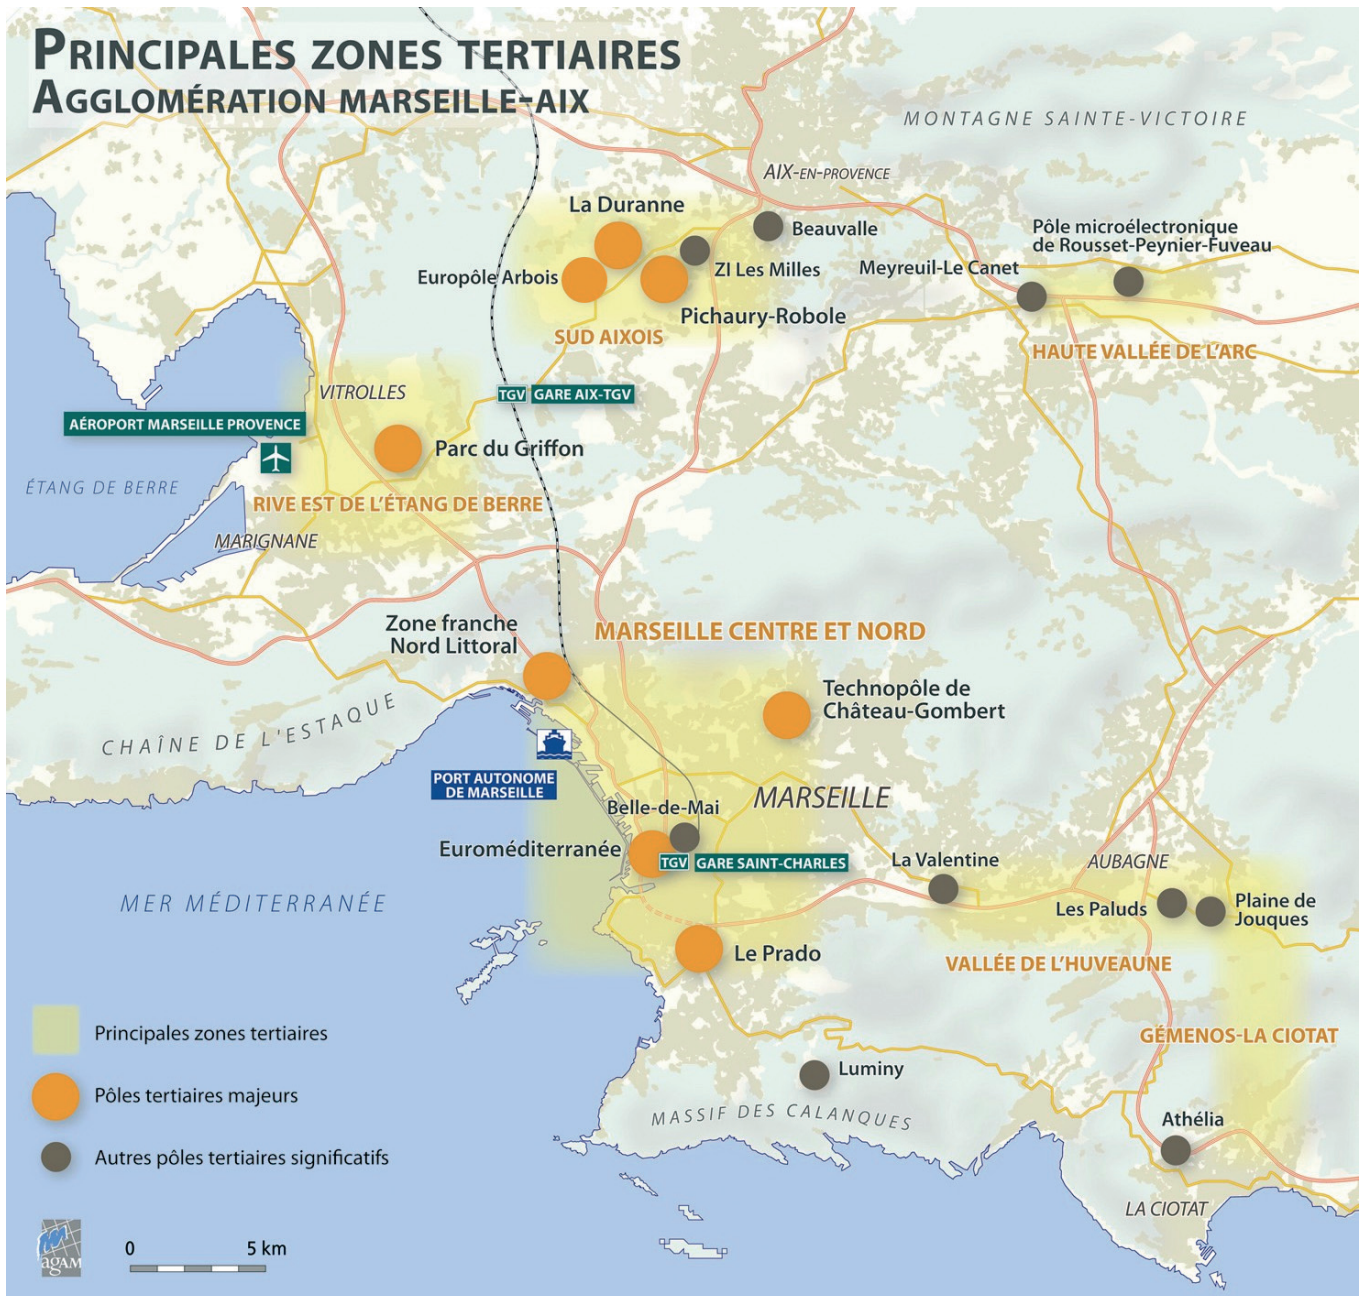 PRINCIPALES ZONES TERTIAIRES
AGGLOMÉRATION MARSEILLE-AIX
MONTAGNE SAINTE-VICTOIRE
AIX-EN-PROVENCE
La Duranne
Beauvalle
Pôle microélectronique
de Rousset-Peynier-Fuveau
Europôle Arbois
ZI Les Milles
Meyreuil-Le Canet
Pichaury-Robole
SUD AIXOIS
HAUTE VALLÉE DE L'ARC
VITROLLES
TGV GARE AIX-TGV
AÉROPORT MARSEILLE PROVENCE
Parc du Griffon
ÉTANG DE BERRE
RIVE EST DE L'ÉTANG DE BERRE
MARIGNANE
Zone franche
Nord Littoral
MARSEILLE CENTRE ET NORD
Technopôle de
Château-Gombert
CHAÎNE DE L'ESTAQUE
PORT AUTONOME
DE MARSEILLE
Belle-de-Mai
MARSEILLE
Euroméditerranée
TGV GARE SAINT-CHARLES
La Valentine
AUBAGNE
MER MÉDITERRANÉE
Les Paluds
Plaine de
Jouques
Le Prado
VALLÉE DE L'HUVEAUNE
Principales zones tertiaires
GÉMENOS-LA CIOTAT
Luminy
Pôles tertiaires majeurs
MASSIF DES CALANQUES
Athélia
Autres pôles tertiaires significatifs
LA CIOTAT
agAM
0 5 km